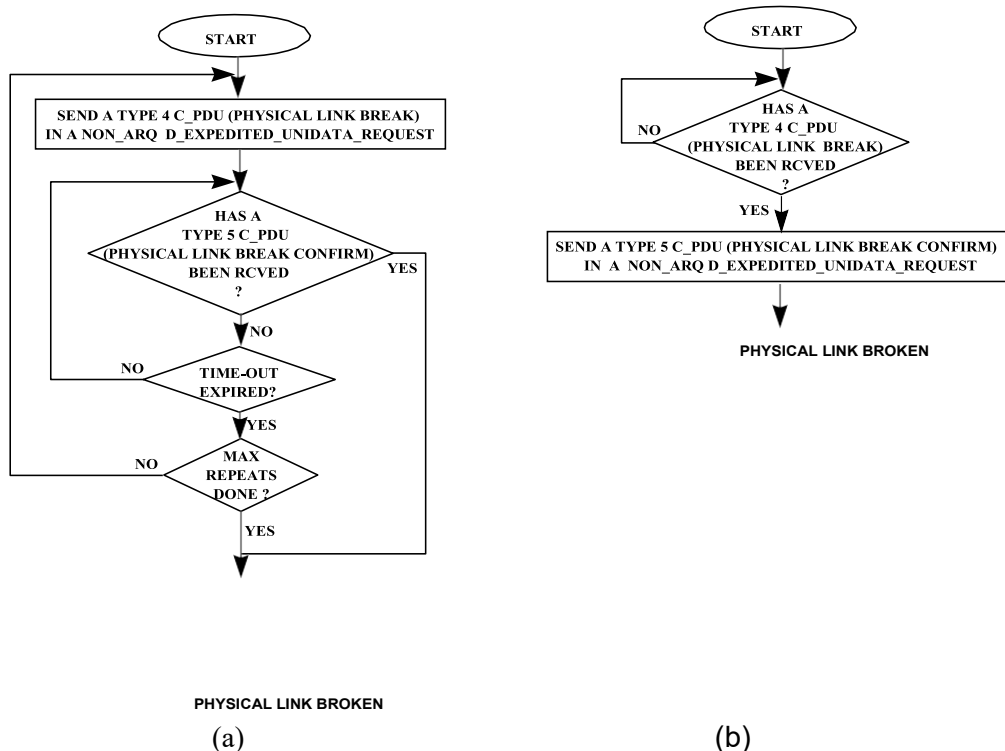 START
SEND A TYPE 4 C_PDU (PHYSICAL LINK BREAK)
IN A NON_ARQ D_EXPEDITED_UNIDATA_REQUEST
HAS A
TYPE 5 C_PDU
(PHYSICAL LINK BREAK CONFIRM)
BEEN RCVED
?
YES
NO
TIME-OUT
EXPIRED?
NO
YES
MAX
REPEATS
DONE ?
NO
YES
PHYSICAL LINK BROKEN
(a)
START
HAS A
TYPE 4 C_PDU
(PHYSICAL LINK BREAK)
BEEN RCVED
?
NO
YES
SEND A TYPE 5 C_PDU (PHYSICAL LINK BREAK CONFIRM)
IN A NON_ARQ D_EXPEDITED_UNIDATA_REQUEST
PHYSICAL LINK BROKEN
(b)